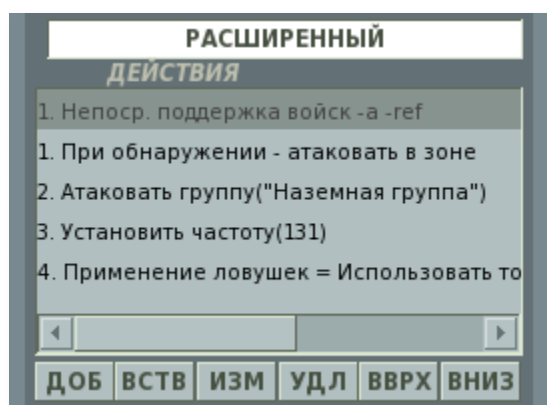 РАСШИРЕННЫЙ
ДЕЙСТВИЯ
1. Непоср. поддержка войск -a -ref
1. При обнаружении - атаковать в зоне
2. Атаковать группу("Наземная группа")
3. Установить частоту(131)
4. Применение ловушек = Использовать то
ДОБ ВСТВ ИЗМ УДЛ ВВРХ ВНИЗ